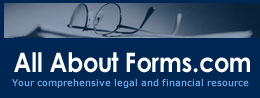 All About Forms.com
Your comprehensive legal and financial resource